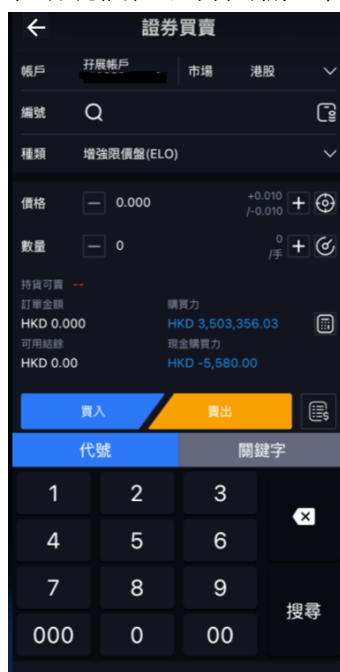 證券買賣
帳戶 孖展帳戶 市場 港股
編號
種類 增強限價盤(ELO)
價格 0.000 +0.010 /-0.010
數量 0 0 /手
持貨可賣 --
訂單金額 購買力
HKD 0.000 HKD 3,503,356.03
可用結餘 現金購買力
HKD 0.00 HKD -5,580.00
買入 賣出
代號 關鍵字
1 2 3
4 5 6
7 8 9
搜尋
000 0 00